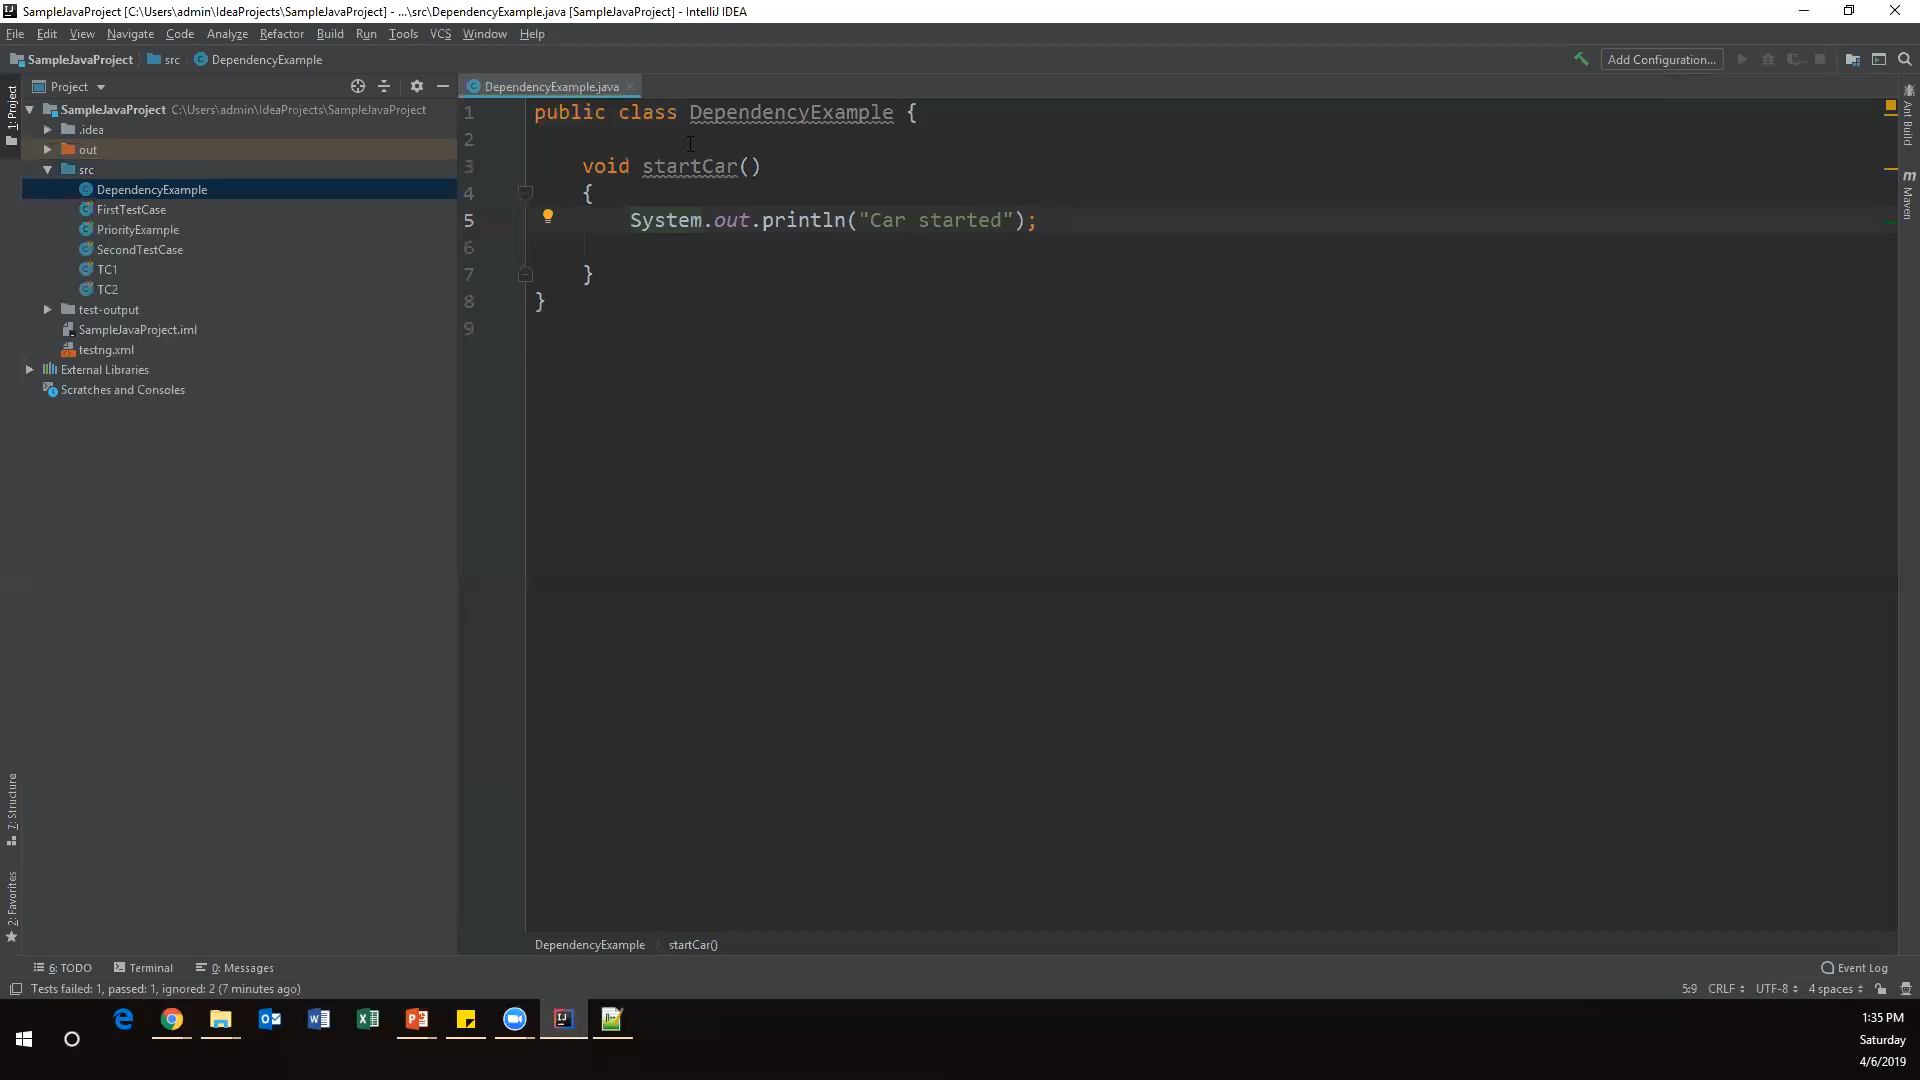 SampleJavaProject [C:\Users\admin\IdeaProjects\SampleJavaProject] - ...\src\DependencyExample.java [SampleJavaProject] - IntelliJ IDEA
File Edit View Navigate Code Analyze Refactor Build Run Tools VCS Window Help
SampleJavaProject src DependencyExample Add Configuration...
1: Project
Project
SampleJavaProject C:\Users\admin\IdeaProjects\SampleJavaProject
.idea
out
src
DependencyExample
FirstTestCase
PriorityExample
SecondTestCase
TC1
TC2
test-output
SampleJavaProject.iml
testng.xml
External Libraries
Scratches and Consoles
7: Structure
2: Favorites
DependencyExample.java
1 public class DependencyExample {
2
3 void startCar()
4 {
5 System.out.println("Car started");
6
7 }
8 }
9
Ant Build
m Maven
DependencyExample startCar()
6: TODO Terminal 0: Messages Event Log
Tests failed: 1, passed: 1, ignored: 2 (7 minutes ago) 5:9 CRLF UTF-8 4 spaces
1:35 PM
Saturday
4/6/2019